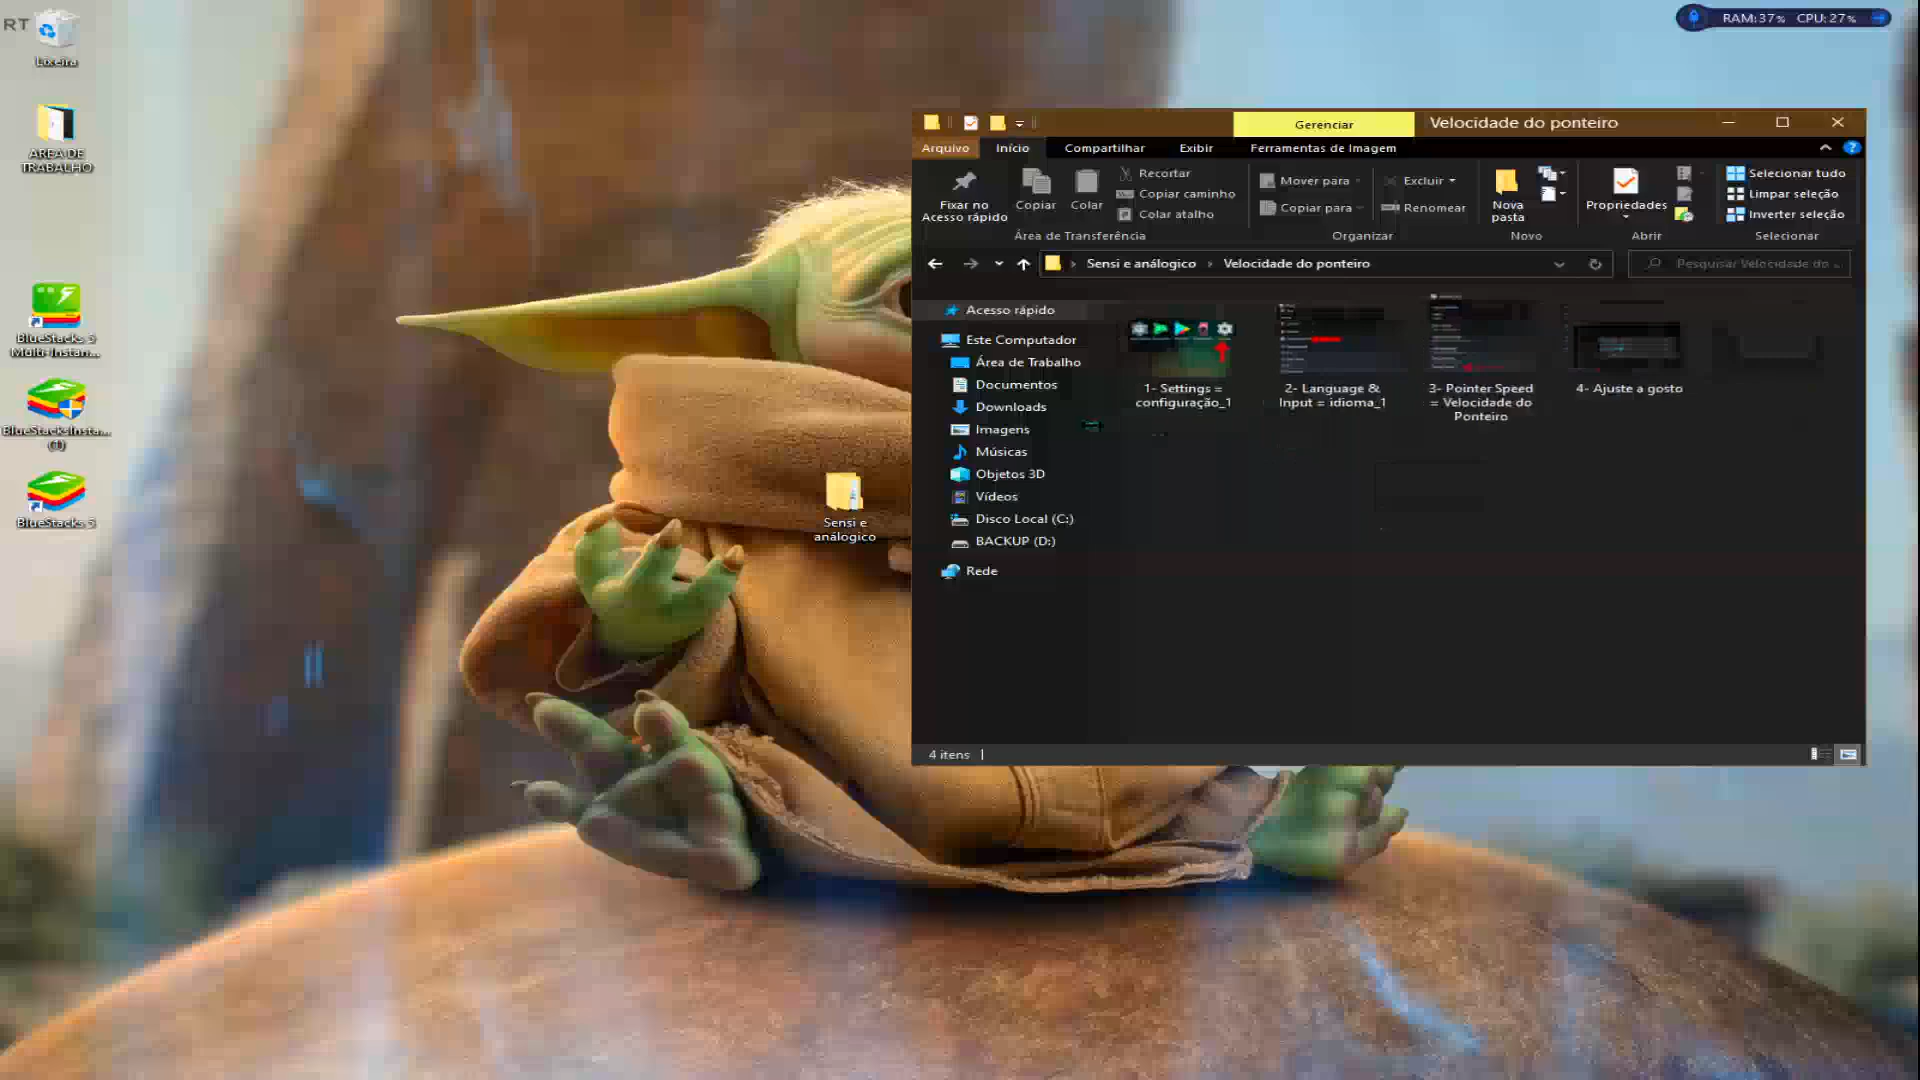 RT
Lixeira
AREA DE
TRABALHO
BlueStacks 5
Multi-Instan...
BlueStacksInsta...
(1)
BlueStacks 5
Sensi e
análogico
RAM:37% CPU:27%
Gerenciar
Velocidade do ponteiro
Arquivo
Início
Compartilhar
Exibir
Ferramentas de Imagem
Fixar no
Acesso rápido
Copiar
Colar
Recortar
Copiar caminho
Colar atalho
Área de Transferência
Mover para
Copiar para
Excluir
Renomear
Organizar
Nova
pasta
Novo
Propriedades
Abrir
Selecionar tudo
Limpar seleção
Inverter seleção
Selecionar
Sensi e análogico > Velocidade do ponteiro
Pesquisar Velocidade do ...
Acesso rápido
Este Computador
Área de Trabalho
Documentos
Downloads
Imagens
Músicas
Objetos 3D
Vídeos
Disco Local (C:)
BACKUP (D:)
Rede
1- Settings =
configuração_1
2- Language &
Input = idioma_1
3- Pointer Speed
= Velocidade do
Ponteiro
4- Ajuste a gosto
4 itens